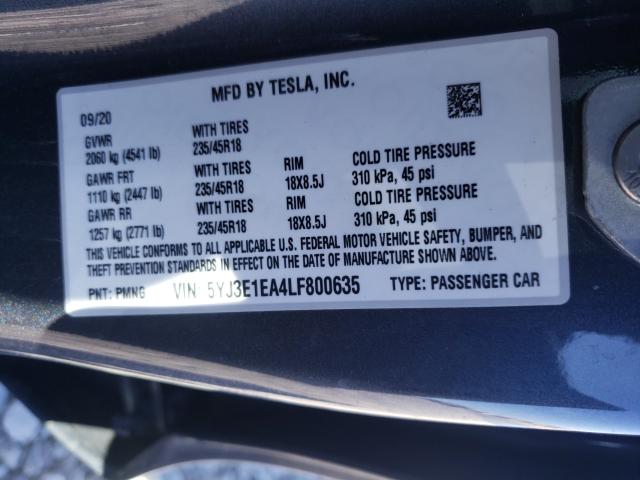 MFD BY TESLA, INC.
09/20
GVWR WITH TIRES
2060 kg (4541 lb) 235/45R18
GAWR FRT WITH TIRES RIM COLD TIRE PRESSURE
1110 kg (2447 lb) 235/45R18 18X8.5J 310 kPa, 45 psi
GAWR RR WITH TIRES RIM COLD TIRE PRESSURE
1257 kg (2771 lb) 235/45R18 18X8.5J 310 kPa, 45 psi
THIS VEHICLE CONFORMS TO ALL APPLICABLE U.S. FEDERAL MOTOR VEHICLE SAFETY, BUMPER, AND
THEFT PREVENTION STANDARDS IN EFFECT ON THE DATE OF MANUFACTURE SHOWN ABOVE.
PNT: PMNG VIN: 5YJ3E1EA4LF800635 TYPE: PASSENGER CAR